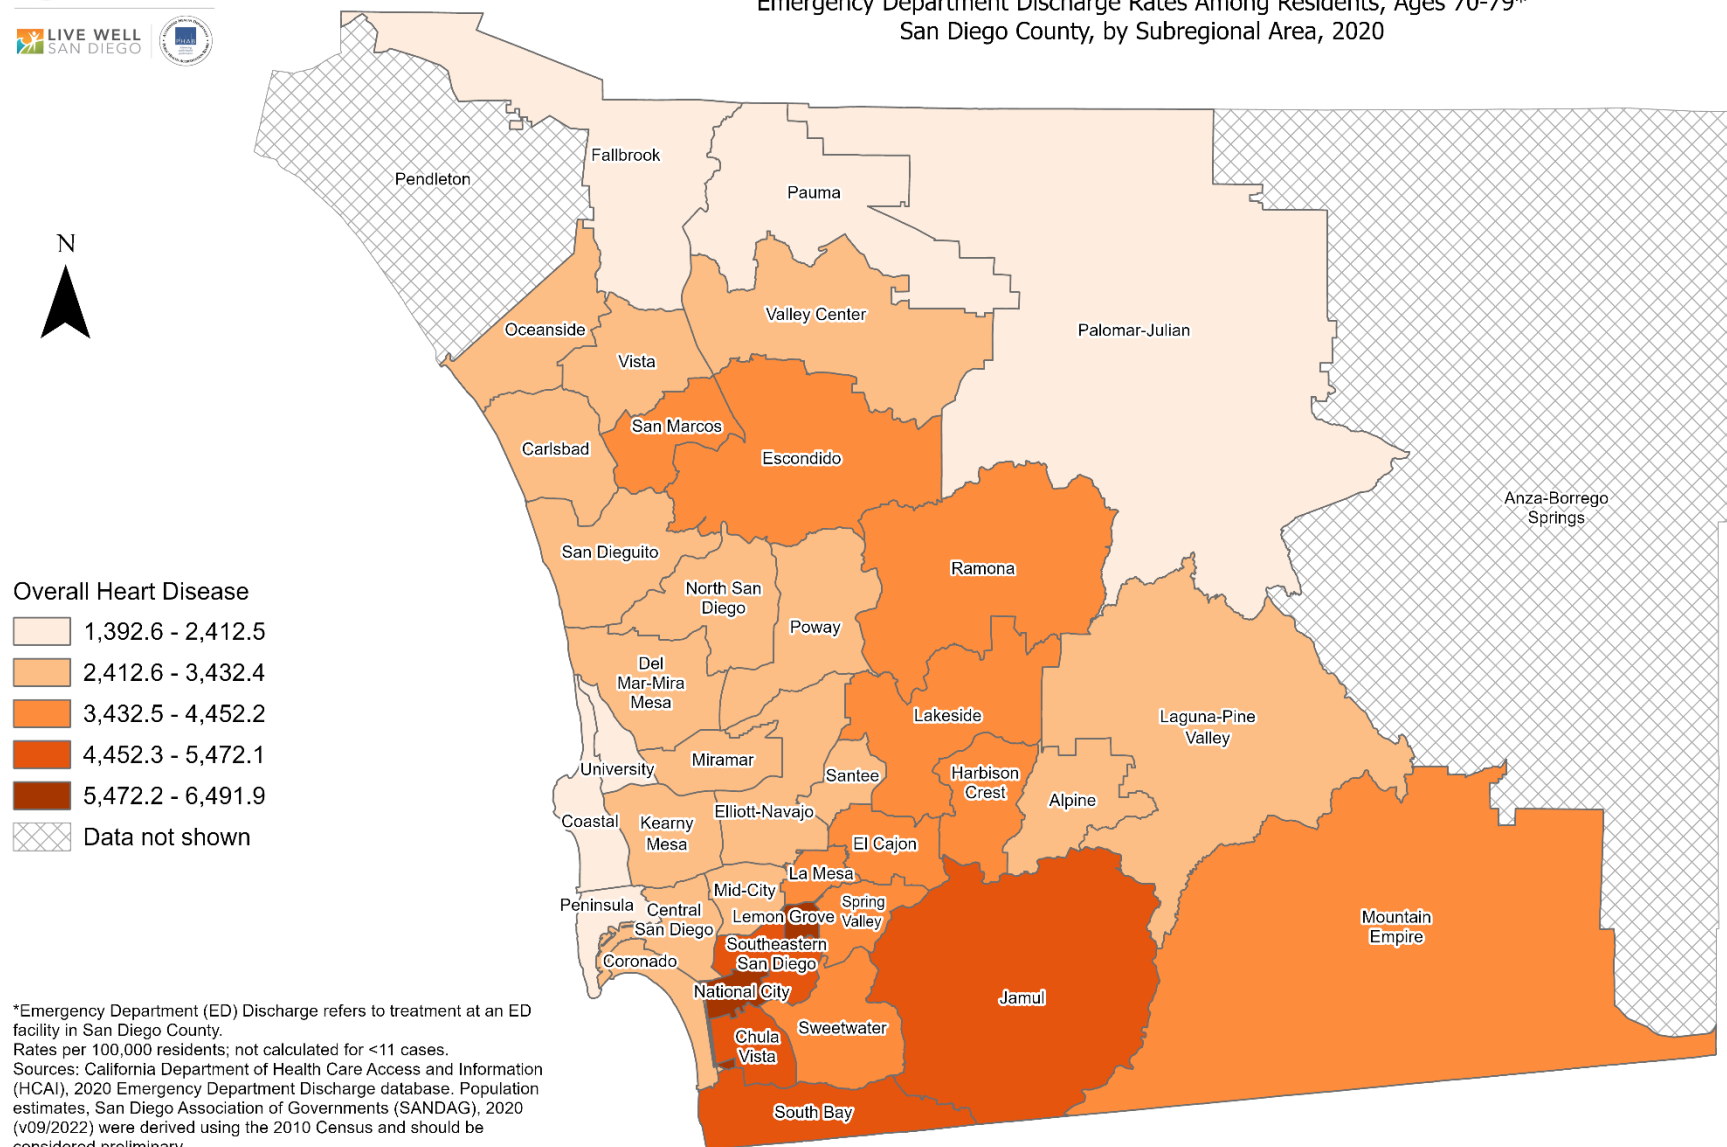 LIVE WELL
SAN DIEGO
PHAB
Emergency Department Discharge Rates Among Residents, Ages 70-79*
San Diego County, by Subregional Area, 2020
N
Pendleton
Fallbrook
Pauma
Oceanside
Vista
Valley Center
Palomar-Julian
San Marcos
Carlsbad
Escondido
Anza-Borrego
Springs
San Dieguito
North San
Diego
Poway
Ramona
Del
Mar-Mira
Mesa
Lakeside
Laguna-Pine
Valley
University
Miramar
Santee
Harbison
Crest
Alpine
Coastal
Kearny
Mesa
Elliott-Navajo
El Cajon
La Mesa
Mid-City
Peninsula
Central
San Diego
Lemon Grove
Spring
Valley
Mountain
Empire
Southeastern
San Diego
Coronado
National City
Jamul
Sweetwater
Chula
Vista
South Bay
Overall Heart Disease
1,392.6 - 2,412.5
2,412.6 - 3,432.4
3,432.5 - 4,452.2
4,452.3 - 5,472.1
5,472.2 - 6,491.9
Data not shown
*Emergency Department (ED) Discharge refers to treatment at an ED
facility in San Diego County.
Rates per 100,000 residents; not calculated for <11 cases.
Sources: California Department of Health Care Access and Information
(HCAI), 2020 Emergency Department Discharge database. Population
estimates, San Diego Association of Governments (SANDAG), 2020
(v09/2022) were derived using the 2010 Census and should be
considered preliminary.